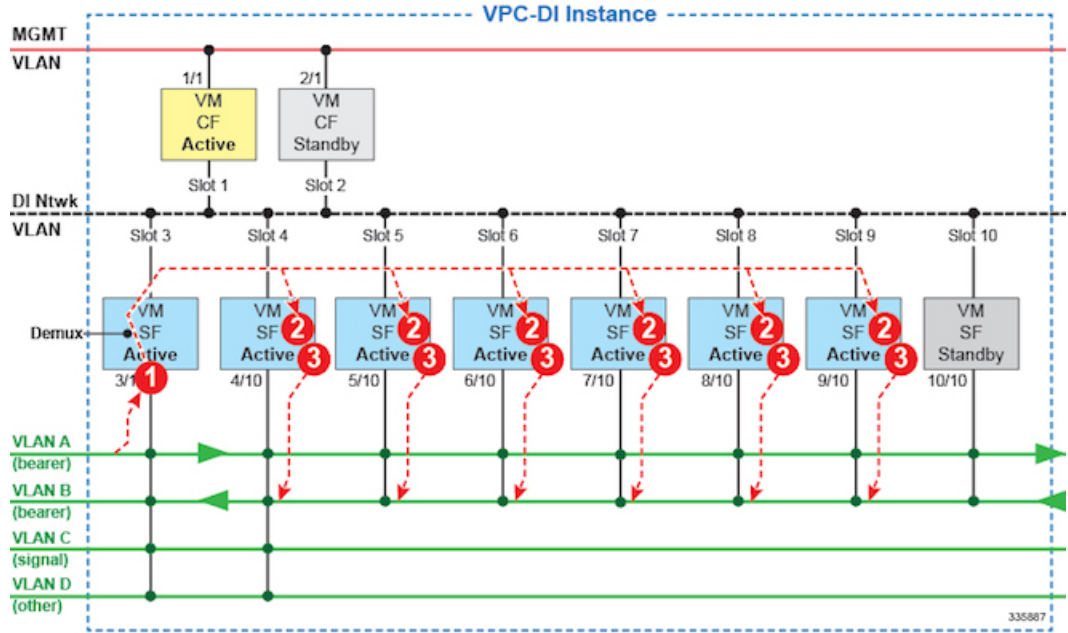 VPC-DI Instance
MGMT
VLAN
1/1
2/1
VM
CF
Active
VM
CF
Standby
Slot 1
Slot 2
DI Ntwk
VLAN
Slot 3
Slot 4
Slot 5
Slot 6
Slot 7
Slot 8
Slot 9
Slot 10
Demux
VM
SF
Active
VM
SF
Active
VM
SF
Active
VM
SF
Active
VM
SF
Active
VM
SF
Active
VM
SF
Active
VM
SF
Standby
2
2
2
2
2
2
3
3
3
3
3
3
1
3/1
4/10
5/10
6/10
7/10
8/10
9/10
10/10
VLAN A
(bearer)
VLAN B
(bearer)
VLAN C
(signal)
VLAN D
(other)
335887